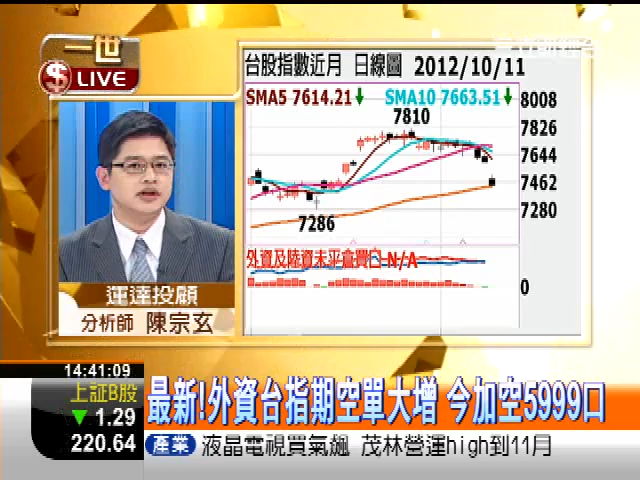 一世
$ LIVE
台股指數近月 日線圖 2012/10/11
SMA5 7614.21↓ SMA10 7663.51↓
8008
7810
7826
7644
7462
7286
7280
外資及陸資未平倉買口 N/A
0
運達投顧
分析師 陳宗玄
14:41:09
上証B股
▼ 1.29
220.64
最新!外資台指期空單大增 今加空5999口
產業 液晶電視買氣飆 茂林營運high到11月